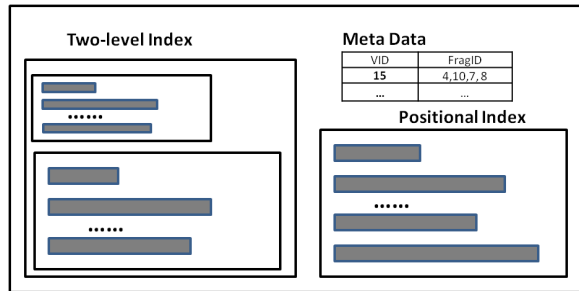 Two-level Index
......
......
Meta Data
VID FragID
15 4,10,7,8
... ...
Positional Index
......